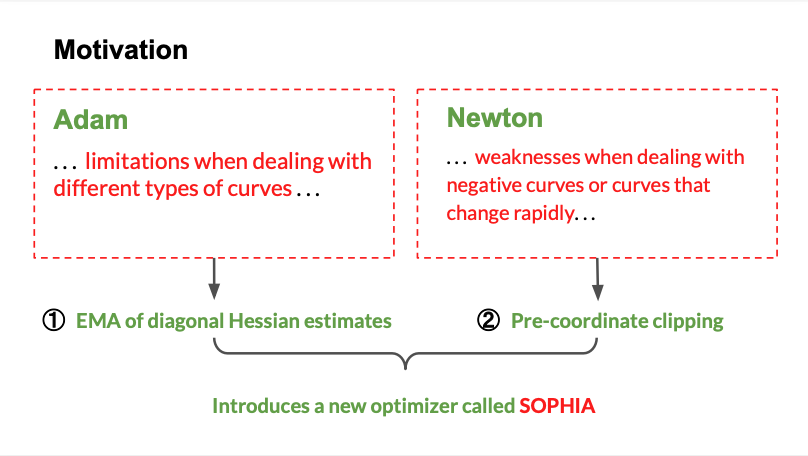 Motivation
Adam
... limitations when dealing with
different types of curves ...
Newton
... weaknesses when dealing with
negative curves or curves that
change rapidly...
① EMA of diagonal Hessian estimates
② Pre-coordinate clipping
Introduces a new optimizer called SOPHIA